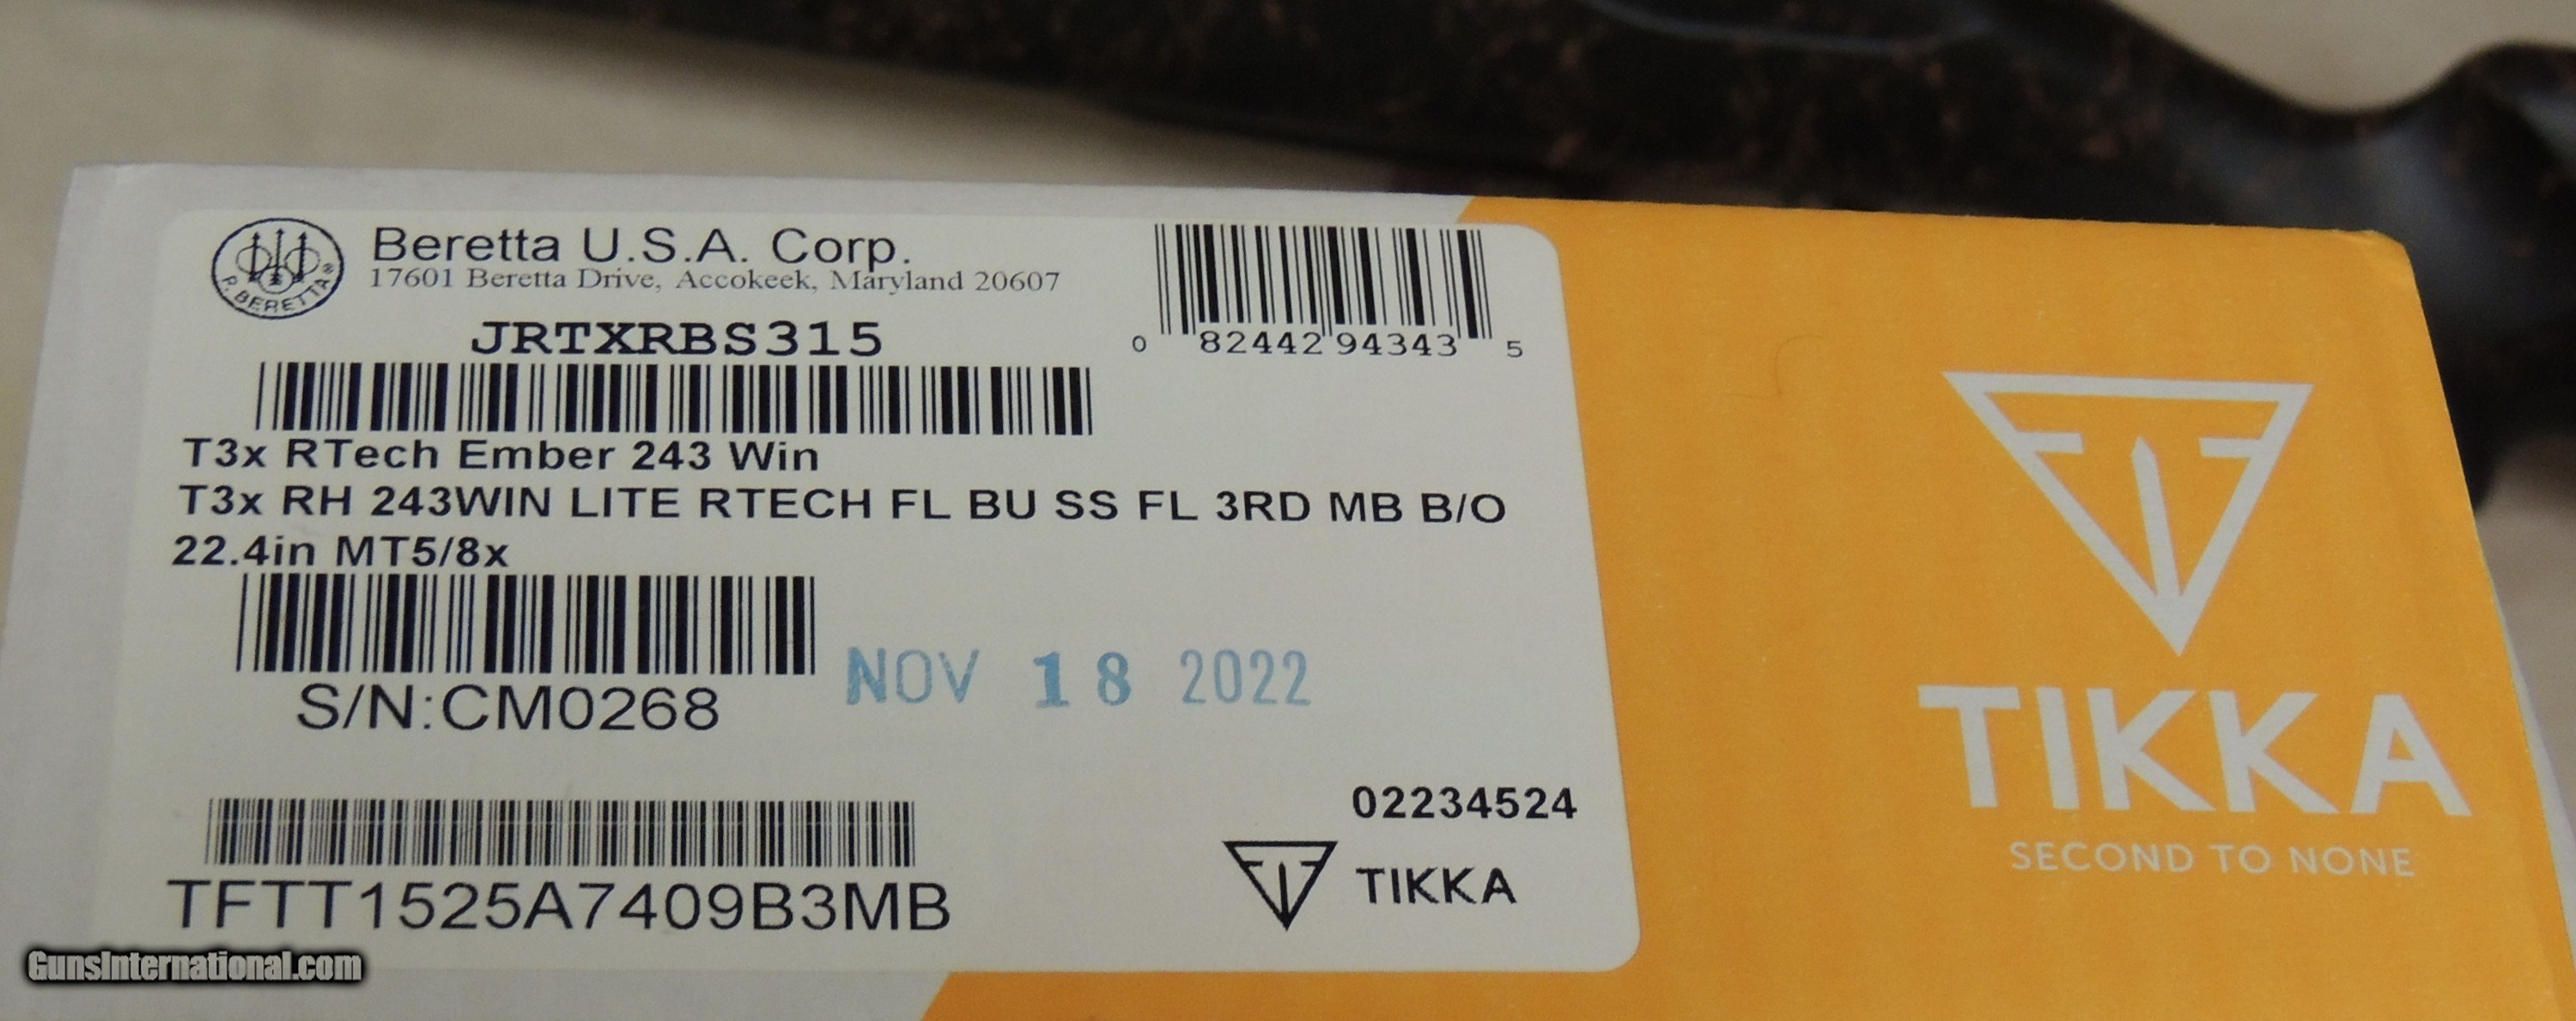 P. BERETTA
Beretta U.S.A. Corp.
17601 Beretta Drive, Accokeek, Maryland 20607
JRTXRBS315
0 82442 94343 5
T3x RTech Ember 243 Win
T3x RH 243WIN LITE RTECH FL BU SS FL 3RD MB B/O
22.4in MT5/8x
S/N:CM0268
NOV 18 2022
02234524
TFTT1525A7409B3MB
TIKKA
TIKKA
SECOND TO NONE
GunsInternational.com